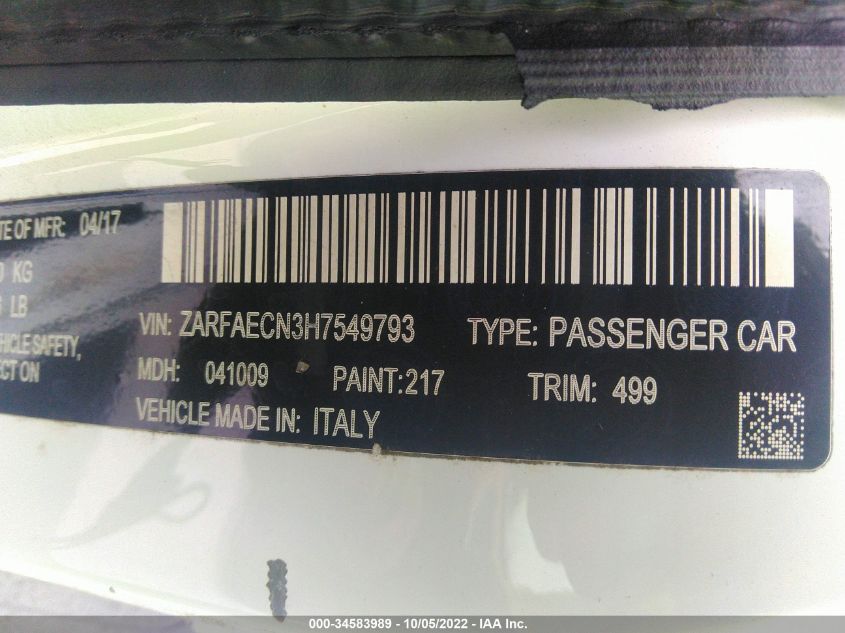 TE OF MFR: 04/17
KG
LB
HICLE SAFETY,
ECT ON
VIN: ZARFAECN3H7549793 TYPE: PASSENGER CAR
MDH: 041009 PAINT:217 TRIM: 499
VEHICLE MADE IN: ITALY
000-34583989 - 10/05/2022 - IAA Inc.